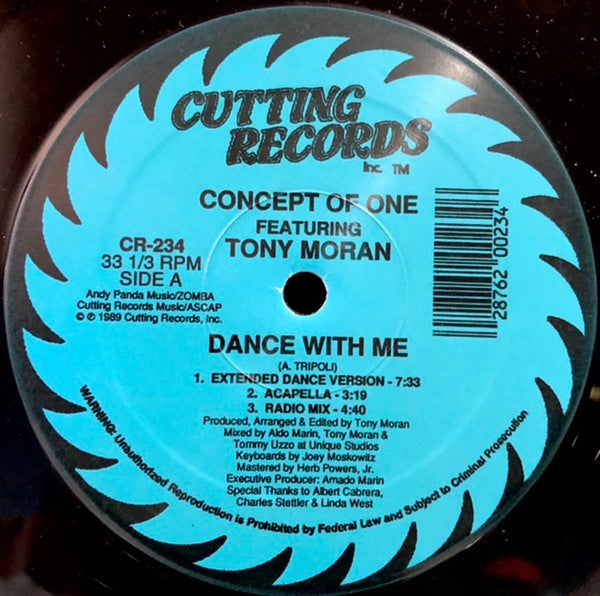 CUTTING
RECORDS
Inc. TM
CONCEPT OF ONE
FEATURING
TONY MORAN
CR-234
33 1/3 RPM
SIDE A
Andy Panda Music/ZOMBA
Cutting Records Music/ASCAP
© ℗ 1989 Cutting Records, Inc.
28762 00234
DANCE WITH ME
(A. TRIPOLI)
1. EXTENDED DANCE VERSION - 7:33
2. ACAPELLA - 3:19
3. RADIO MIX - 4:40
Produced, Arranged & Edited by Tony Moran
Mixed by Aldo Marin, Tony Moran &
Tommy Uzzo at Unique Studios
Keyboards by Joey Moskowitz
Mastered by Herb Powers, Jr.
Executive Producer: Amado Marin
Special Thanks to Albert Cabrera,
Charles Stettler & Linda West
WARNING: Unauthorized Reproduction is Prohibited by Federal Law and Subject to Criminal Prosecution